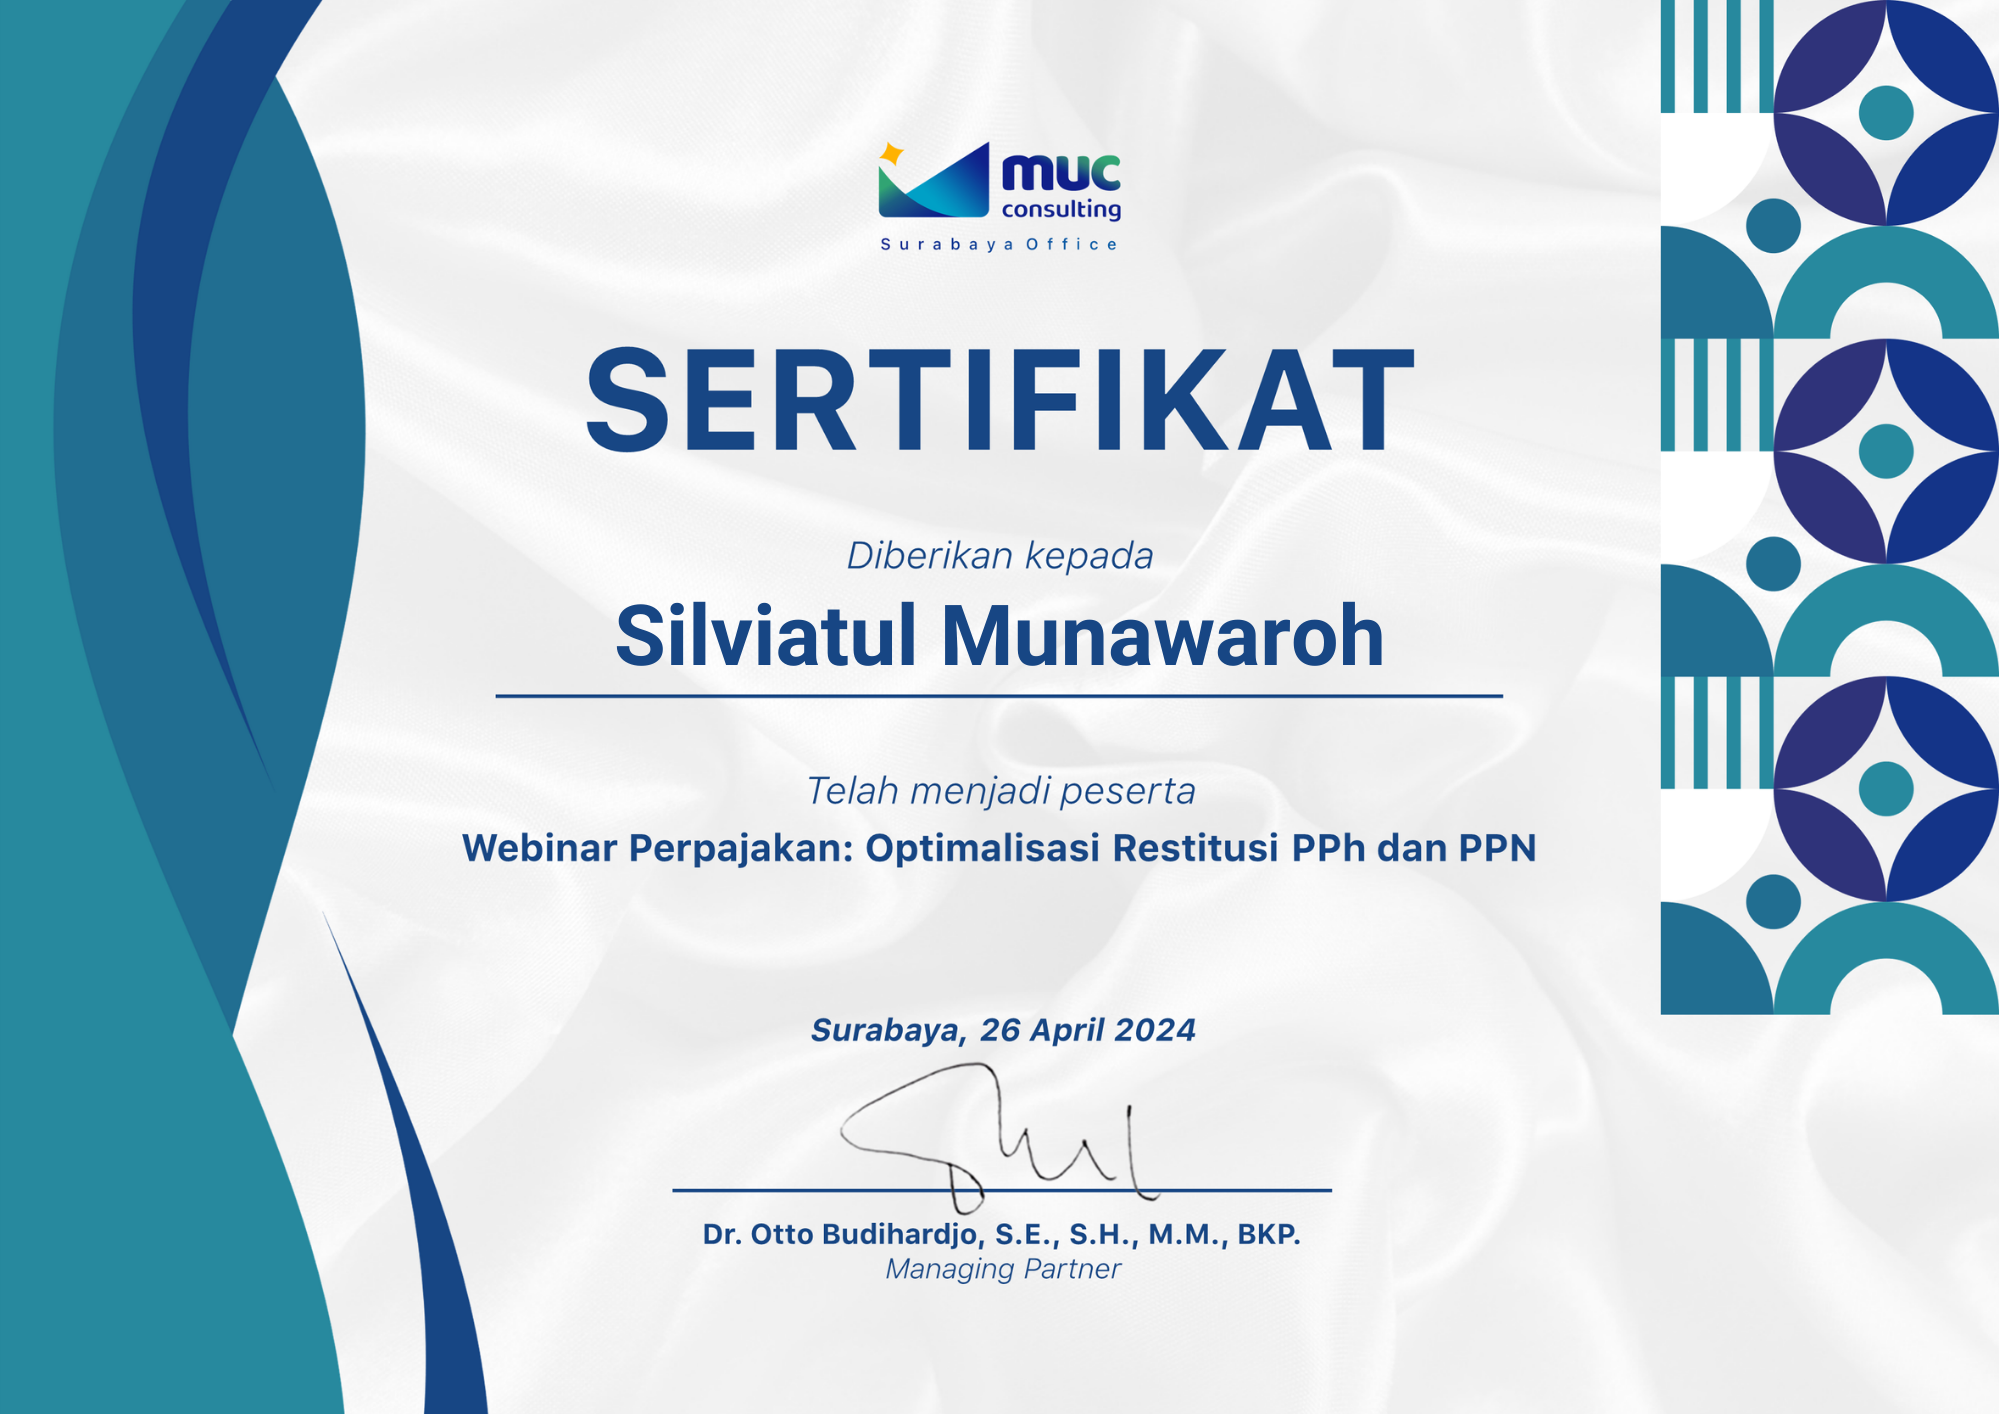 muc
consulting
Surabaya Office
SERTIFIKAT
Diberikan kepada
Silviatul Munawaroh
Telah menjadi peserta
Webinar Perpajakan: Optimalisasi Restitusi PPh dan PPN
Surabaya, 26 April 2024
Dr. Otto Budihardjo, S.E., S.H., M.M., BKP.
Managing Partner